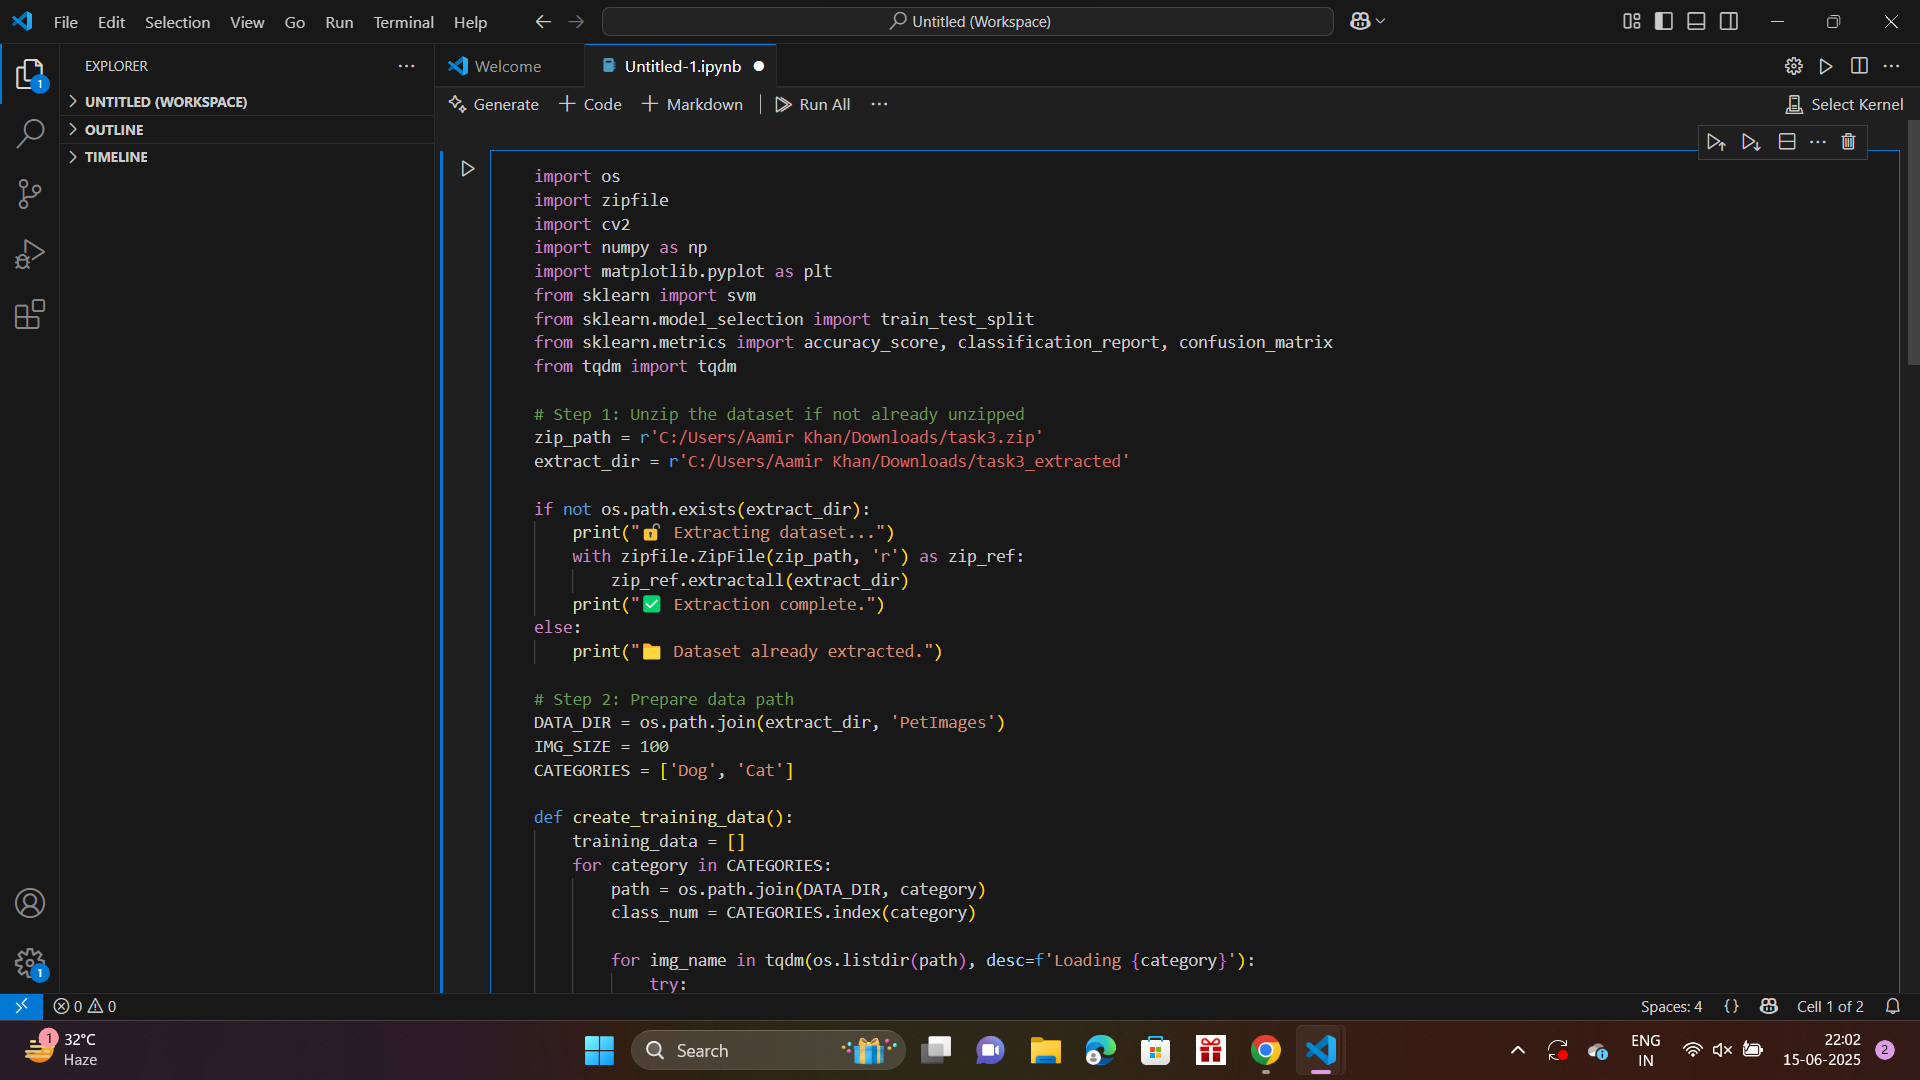 File Edit Selection View Go Run Terminal Help
Untitled (Workspace)
EXPLORER
1
UNTITLED (WORKSPACE)
OUTLINE
TIMELINE
Welcome
Untitled-1.ipynb
Generate Code Markdown Run All
Select Kernel
import os
import zipfile
import cv2
import numpy as np
import matplotlib.pyplot as plt
from sklearn import svm
from sklearn.model_selection import train_test_split
from sklearn.metrics import accuracy_score, classification_report, confusion_matrix
from tqdm import tqdm
# Step 1: Unzip the dataset if not already unzipped
zip_path = r'C:/Users/Aamir Khan/Downloads/task3.zip'
extract_dir = r'C:/Users/Aamir Khan/Downloads/task3_extracted'
if not os.path.exists(extract_dir):
print("🔓 Extracting dataset...")
with zipfile.ZipFile(zip_path, 'r') as zip_ref:
zip_ref.extractall(extract_dir)
print("✅ Extraction complete.")
else:
print("📁 Dataset already extracted.")
# Step 2: Prepare data path
DATA_DIR = os.path.join(extract_dir, 'PetImages')
IMG_SIZE = 100
CATEGORIES = ['Dog', 'Cat']
def create_training_data():
training_data = []
for category in CATEGORIES:
path = os.path.join(DATA_DIR, category)
class_num = CATEGORIES.index(category)
for img_name in tqdm(os.listdir(path), desc=f'Loading {category}'):
try:
1
0 0
Spaces: 4 {} Cell 1 of 2
1
32°C
Haze
Search
ENG
IN
22:02
15-06-2025
2